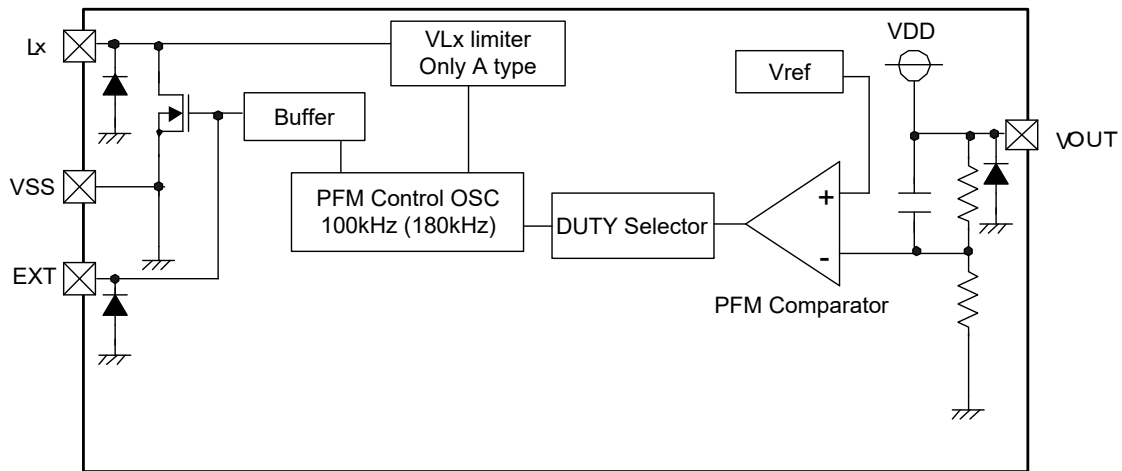 Lx
VLx limiter
Only A type
VDD
Vref
Buffer
VOUT
VSS
PFM Control OSC
100kHz (180kHz)
DUTY Selector
+
-
EXT
PFM Comparator